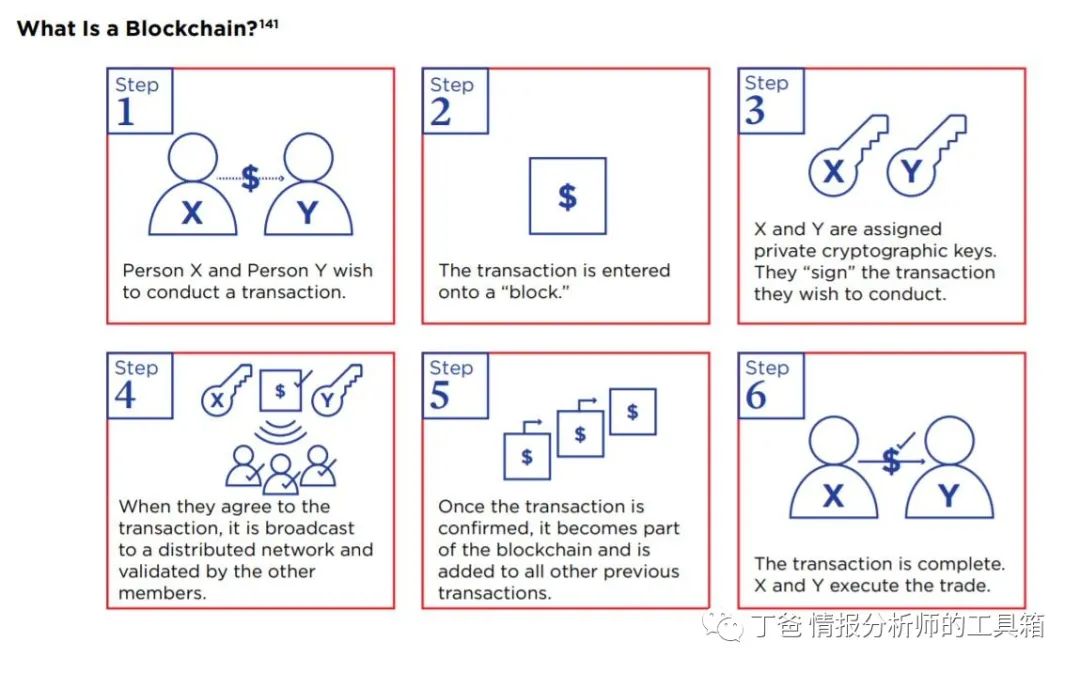 What Is a Blockchain?¹⁴¹
Step
1
X
$
Y
Person X and Person Y wish
to conduct a transaction.
Step
2
$
The transaction is entered
onto a “block.”
Step
3
X
Y
X and Y are assigned
private cryptographic keys.
They “sign” the transaction
they wish to conduct.
Step
4
X
$
Y
When they agree to the
transaction, it is broadcast
to a distributed network and
validated by the other
members.
Step
5
$
$
$
Once the transaction is
confirmed, it becomes part
of the blockchain and is
added to all other previous
transactions.
Step
6
X
$
Y
The transaction is complete.
X and Y execute the trade.
丁爸 情报分析师的工具箱